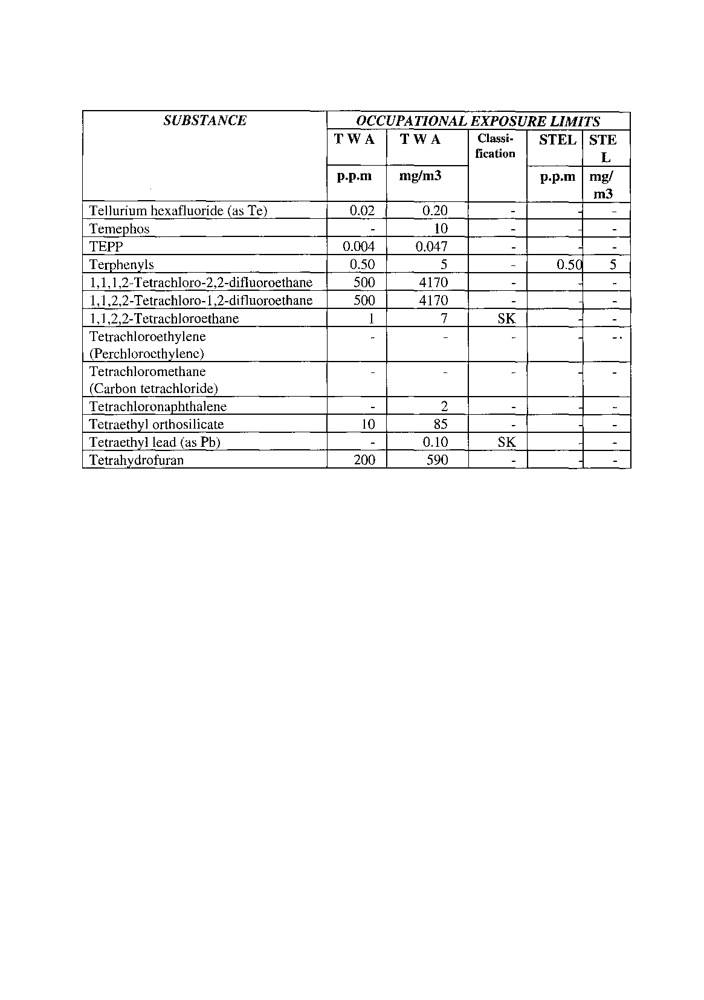 SUBSTANCE OCCUPATIONAL EXPOSURE LIMITS
T W A T W A Classi- STEL STE
fication L
p.p.m mg/m3 p.p.m mg/
m3
Tellurium hexafluoride (as Te) 0.02 0.20 - - -
Temephos - 10 - - -
TEPP 0.004 0.047 - - -
Terphenyls 0.50 5 - 0.50 5
1,1,1,2-Tetrachloro-2,2-difluoroethane 500 4170 - - -
1,1,2,2-Tetrachloro-1,2-difluoroethane 500 4170 - - -
1,1,2,2-Tetrachloroethane 1 7 SK - -
Tetrachloroethylene - - - - -
(Perchloroethylene)
Tetrachloromethane - - - - -
(Carbon tetrachloride)
Tetrachloronaphthalene - 2 - - -
Tetraethyl orthosilicate 10 85 - - -
Tetraethyl lead (as Pb) - 0.10 SK - -
Tetrahydrofuran 200 590 - - -